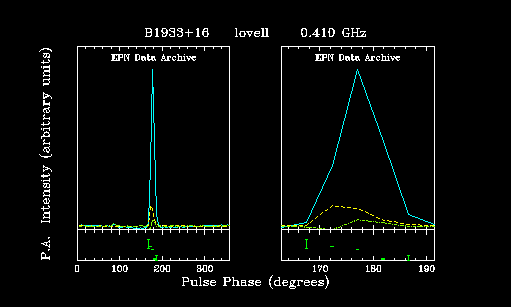 B1933+16 lovell 0.410 GHz
EPN Data Archive EPN Data Archive
P.A. Intensity (arbitrary units)
0 100 200 300 170 180 190
Pulse Phase (degrees)